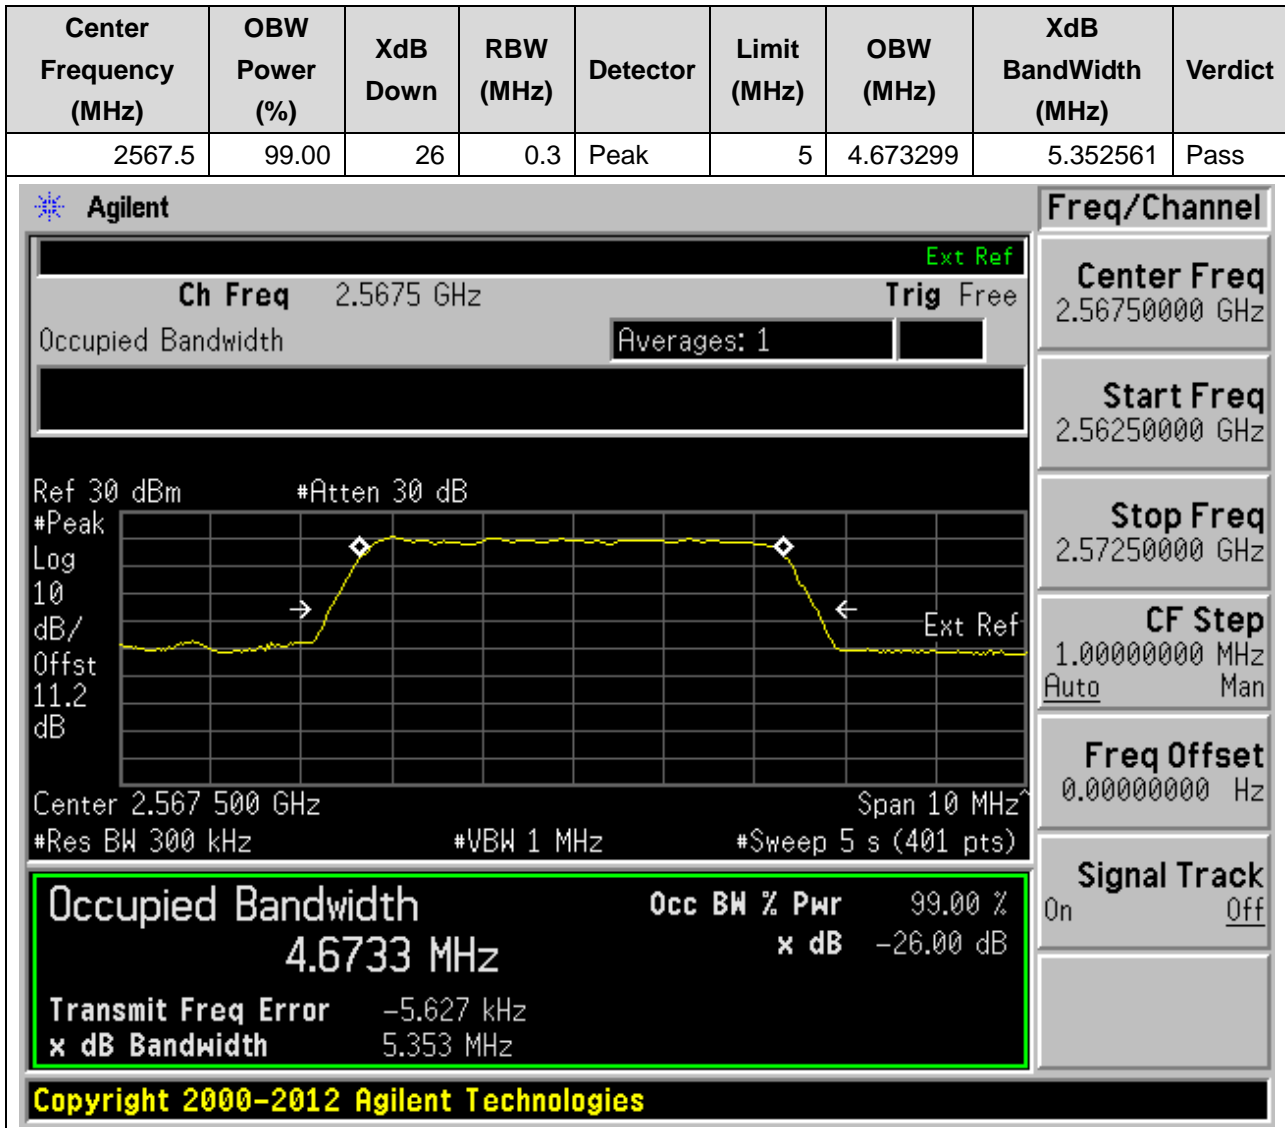 Center Frequency (MHz) OBW Power (%) XdB Down RBW (MHz) Detector Limit (MHz) OBW (MHz) XdB BandWidth (MHz) Verdict
2567.5 99.00 26 0.3 Peak 5 4.673299 5.352561 Pass
Agilent
Freq/Channel
Ext Ref
Ch Freq 2.5675 GHz Trig Free
Occupied Bandwidth Averages: 1
Center Freq
2.56750000 GHz
Start Freq
2.56250000 GHz
Stop Freq
2.57250000 GHz
CF Step
1.00000000 MHz
Auto Man
Freq Offset
0.00000000 Hz
Signal Track
On Off
Ref 30 dBm #Atten 30 dB
#Peak
Log
10
dB/
Offst
11.2
dB
Ext Ref
Center 2.567 500 GHz Span 10 MHz^
#Res BW 300 kHz #VBW 1 MHz #Sweep 5 s (401 pts)
Occupied Bandwidth Occ BW % Pwr 99.00 %
4.6733 MHz x dB -26.00 dB
Transmit Freq Error -5.627 kHz
x dB Bandwidth 5.353 MHz
Copyright 2000-2012 Agilent Technologies